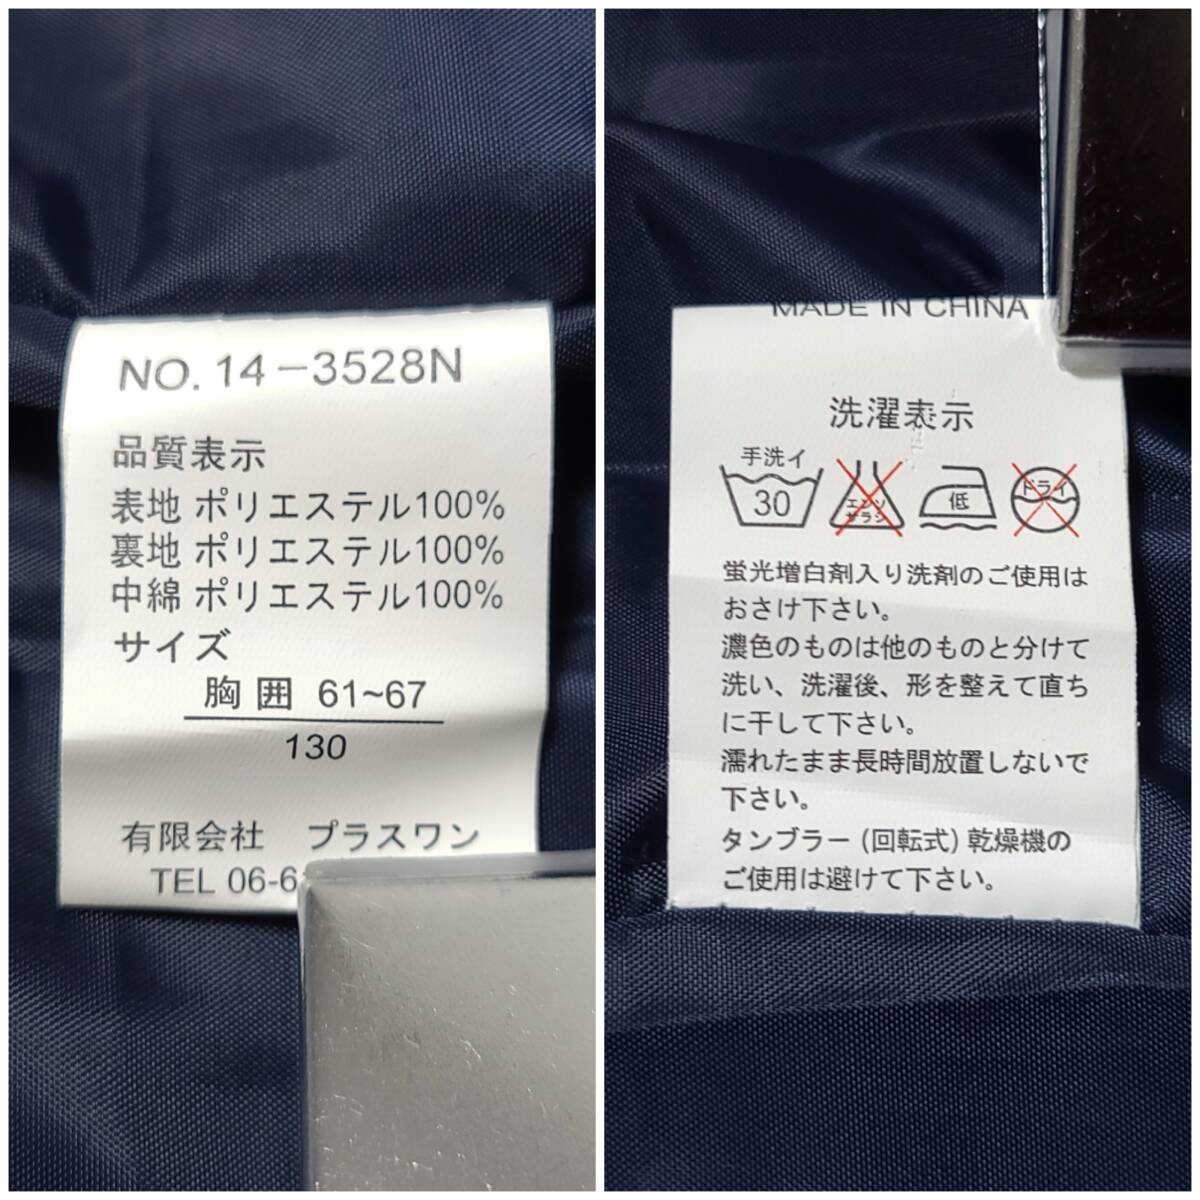 NO. 14-3528N
品質表示
表地 ポリエステル100%
裏地 ポリエステル100%
中綿 ポリエステル100%
サイズ
胸囲 61~67
130
有限会社 プラスワン
TEL 06-6
MADE IN CHINA
洗濯表示
手洗イ
30
エンソ
サラシ
低
ドライ
蛍光増白剤入り洗剤のご使用は
おさけ下さい。
濃色のものは他のものと分けて
洗い、洗濯後、形を整えて直ち
に干して下さい。
濡れたまま長時間放置しないで
下さい。
タンブラー (回転式) 乾燥機の
ご使用は避けて下さい。